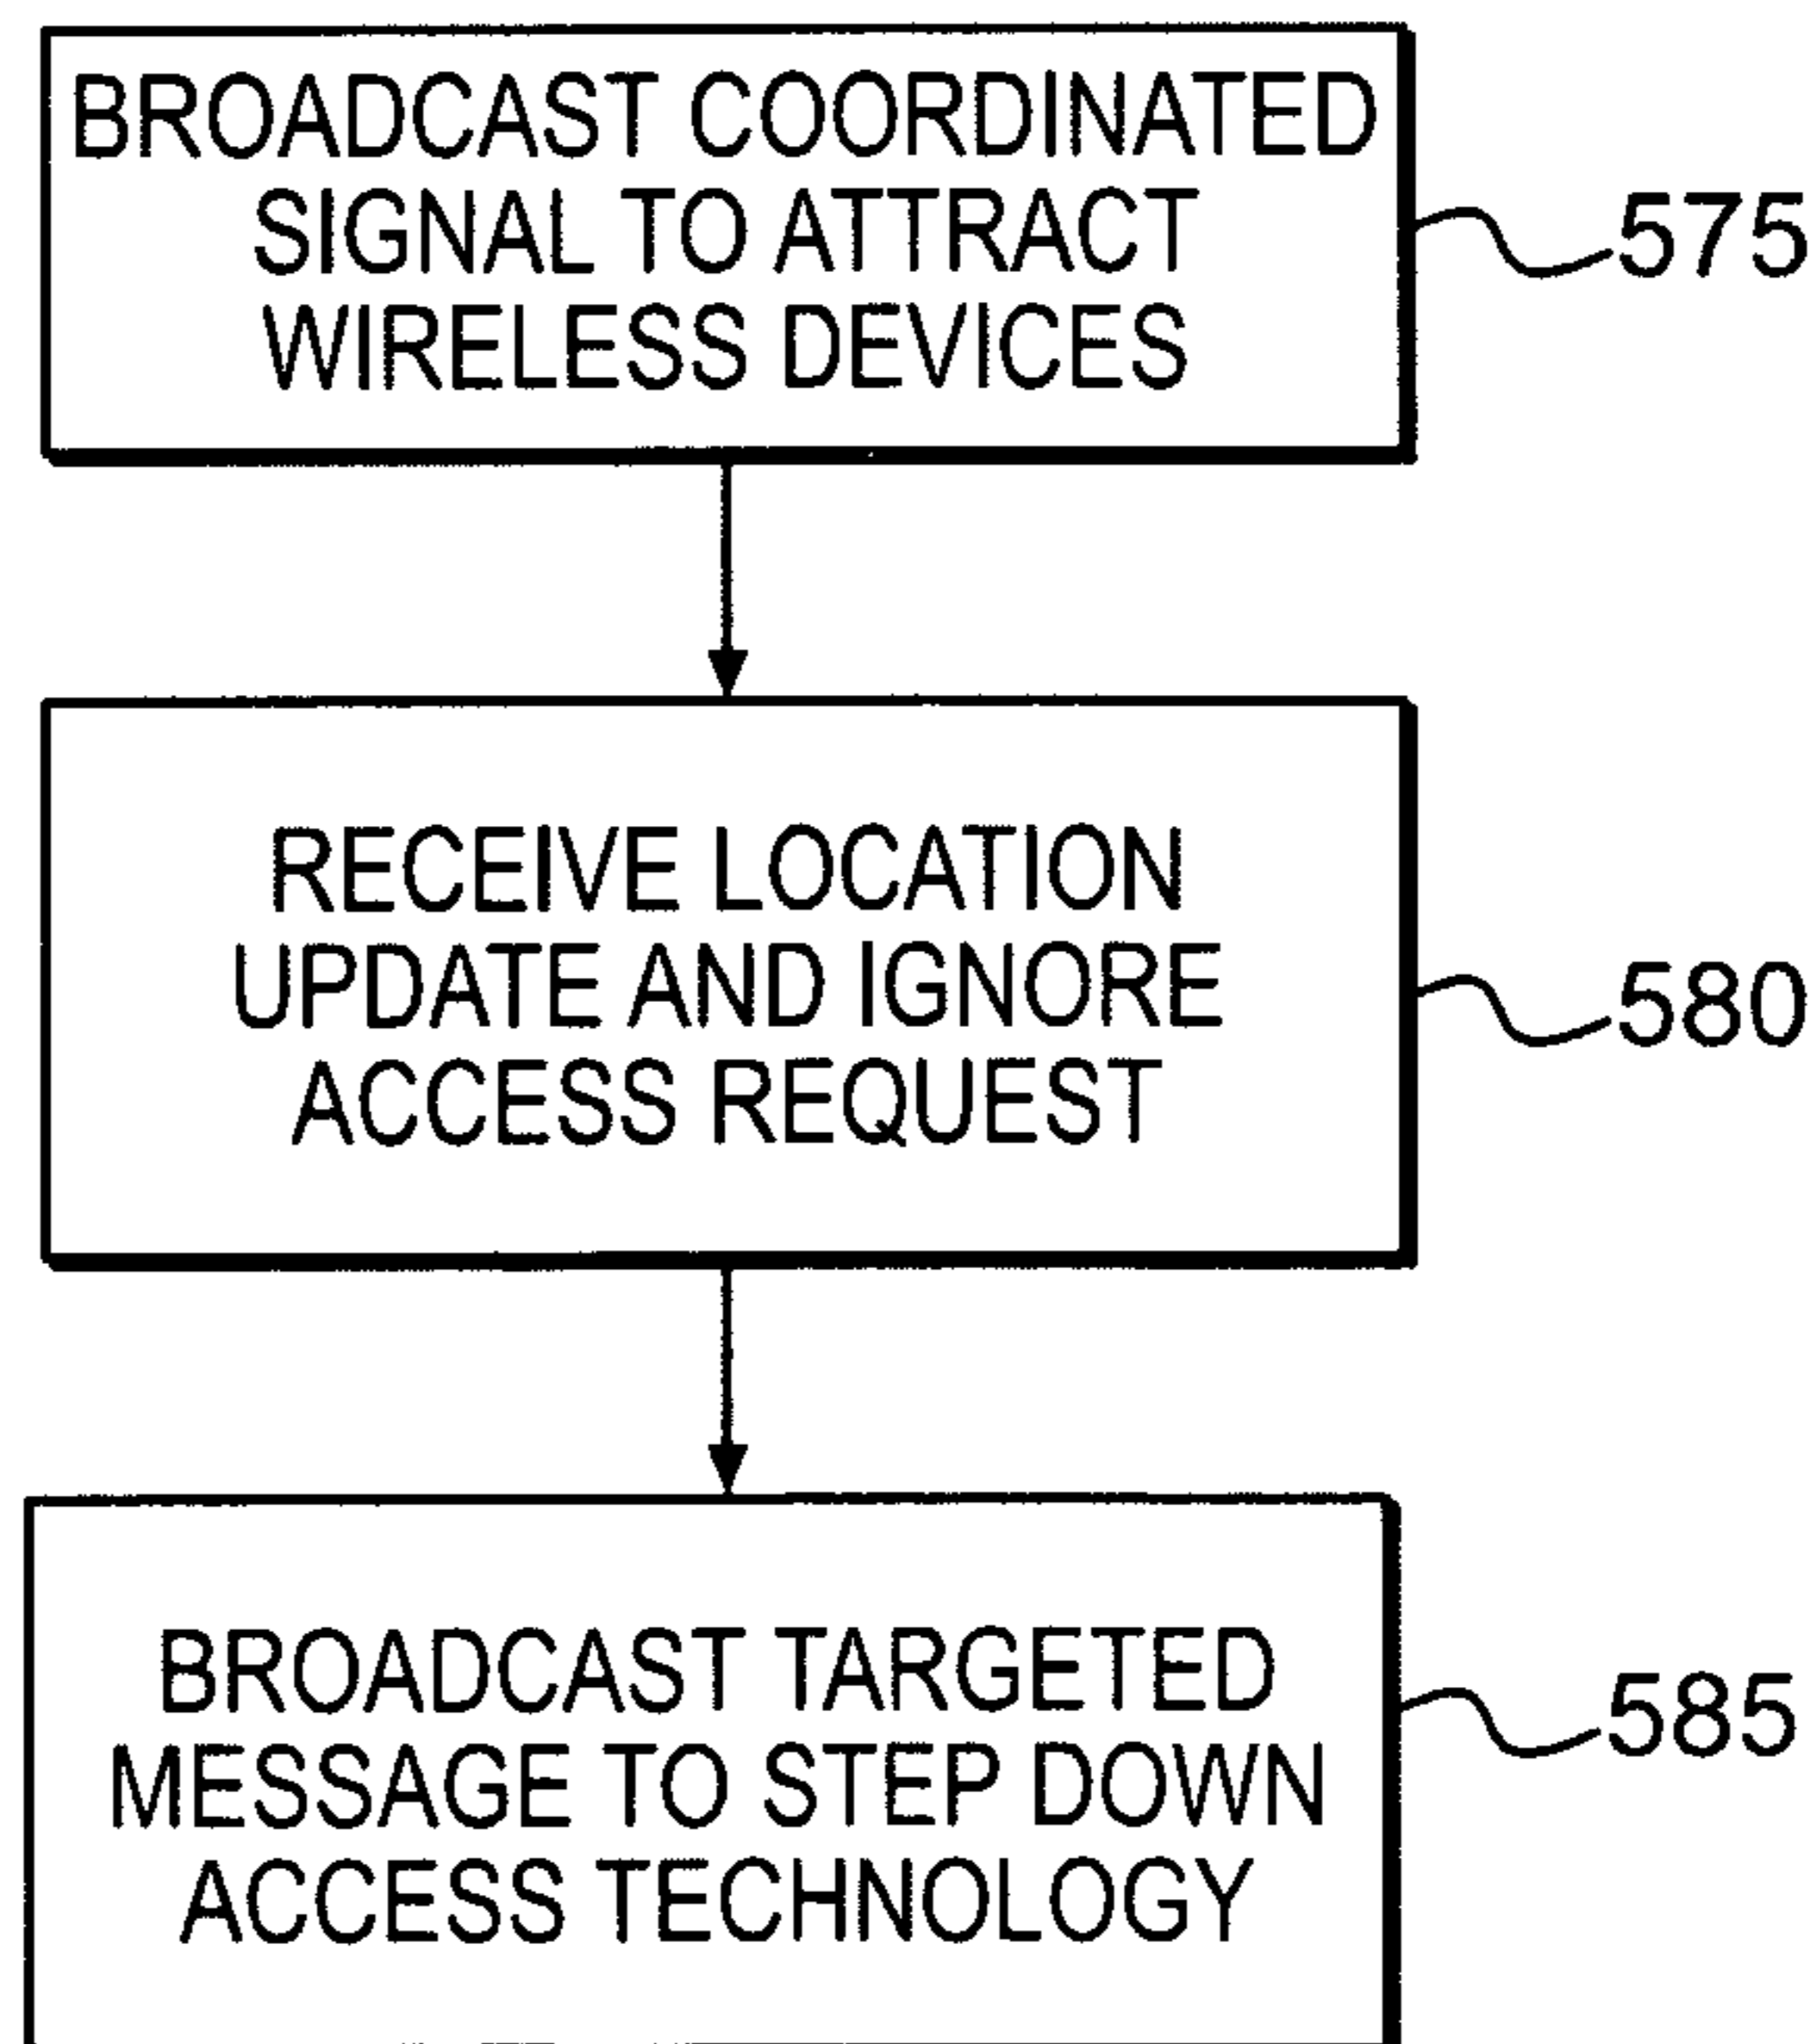 BROADCAST COORDINATED
SIGNAL TO ATTRACT
WIRELESS DEVICES
575
RECEIVE LOCATION
UPDATE AND IGNORE
ACCESS REQUEST
580
BROADCAST TARGETED
MESSAGE TO STEP DOWN
ACCESS TECHNOLOGY
585